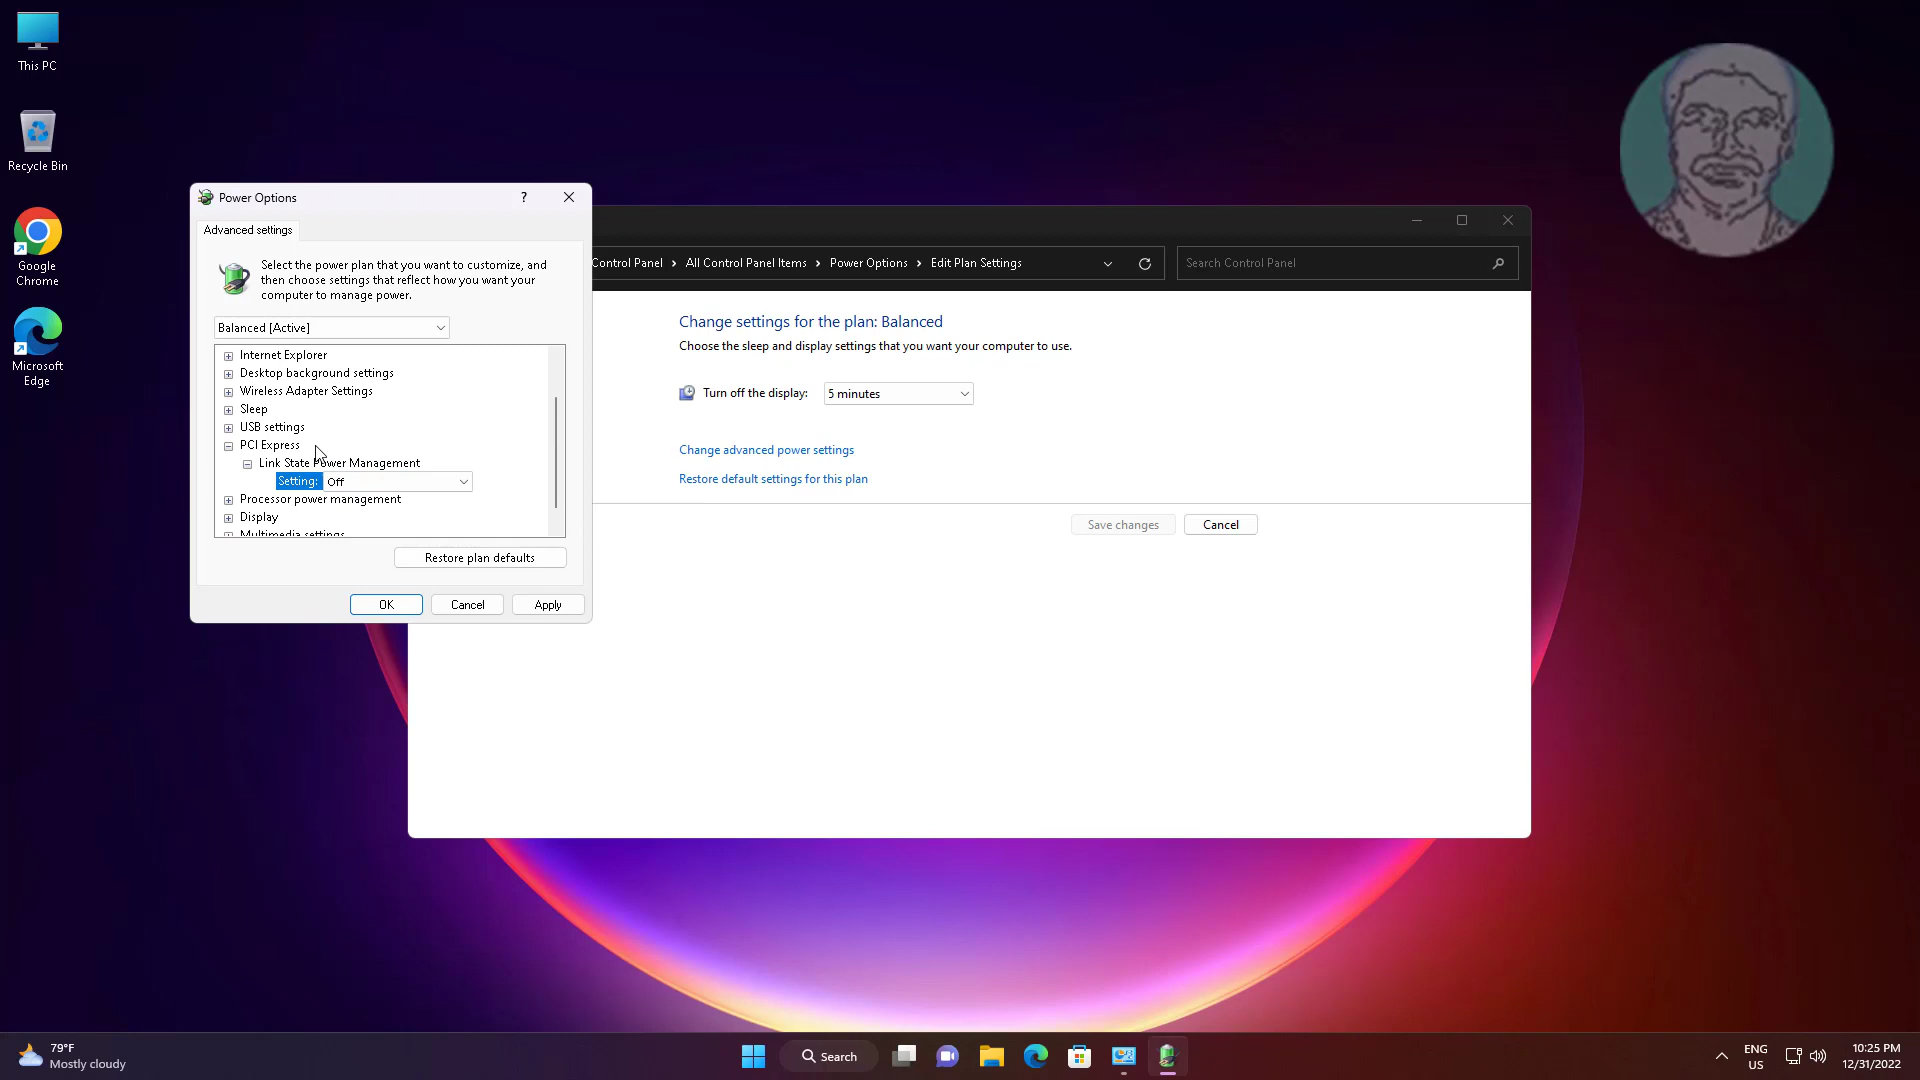 This PC
Recycle Bin
Google
Chrome
Microsoft
Edge
Power Options
?
Advanced settings
Select the power plan that you want to customize, and
then choose settings that reflect how you want your
computer to manage power.
Balanced [Active]
Internet Explorer
Desktop background settings
Wireless Adapter Settings
Sleep
USB settings
PCI Express
Link State Power Management
Setting: Off
Processor power management
Display
Multimedia settings
Restore plan defaults
OK
Cancel
Apply
Control Panel › All Control Panel Items › Power Options › Edit Plan Settings
Search Control Panel
Change settings for the plan: Balanced
Choose the sleep and display settings that you want your computer to use.
Turn off the display: 5 minutes
Change advanced power settings
Restore default settings for this plan
Save changes
Cancel
79°F
Mostly cloudy
Search
ENG
US
10:25 PM
12/31/2022